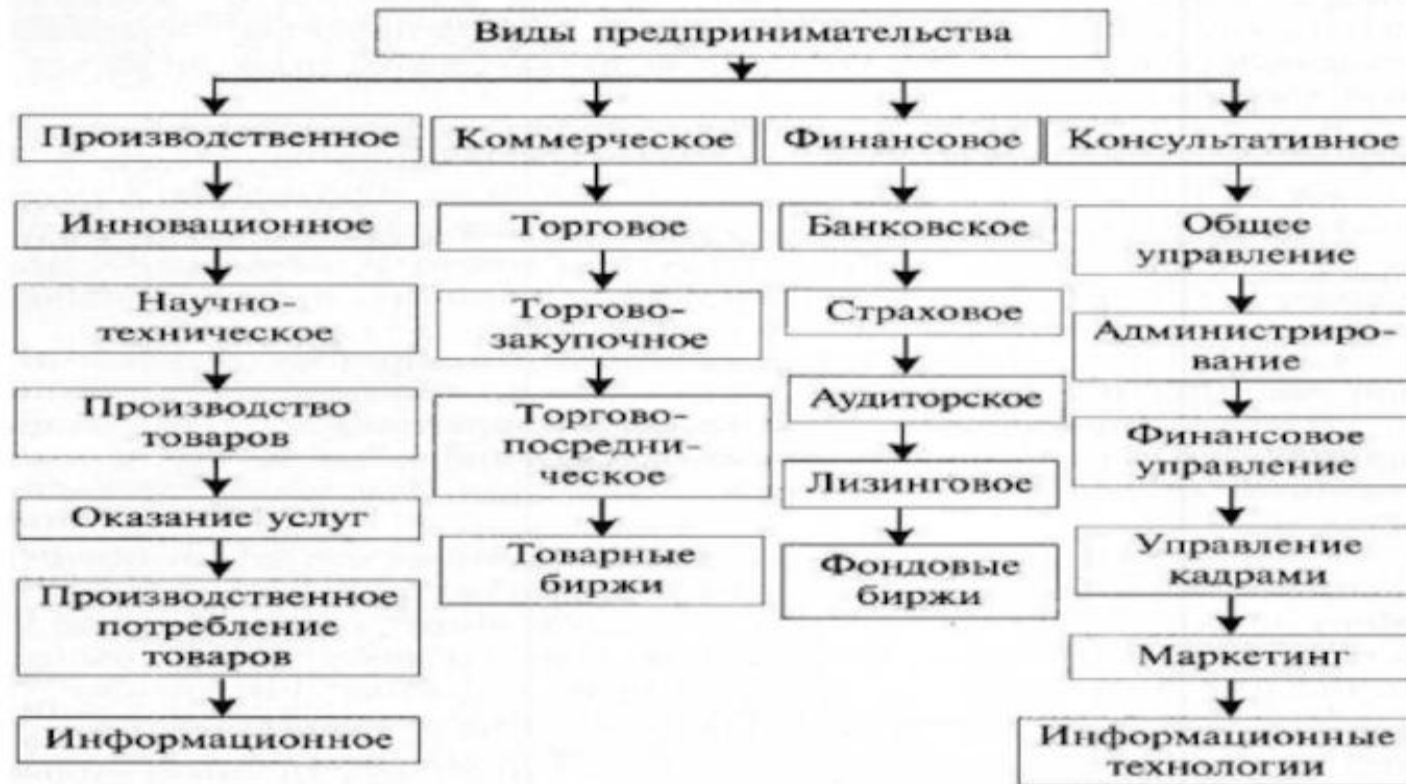 Виды предпринимательства
Производственное
Инновационное
Научно-
техническое
Производство
товаров
Оказание услуг
Производственное
потребление
товаров
Информационное
Коммерческое
Торговое
Торгово-
закупочное
Торгово-
посредни-
ческое
Товарные
биржи
Финансовое
Банковское
Страховое
Аудиторское
Лизинговое
Фондовые
биржи
Консультативное
Общее
управление
Администриро-
вание
Финансовое
управление
Управление
кадрами
Маркетинг
Информационные
технологии